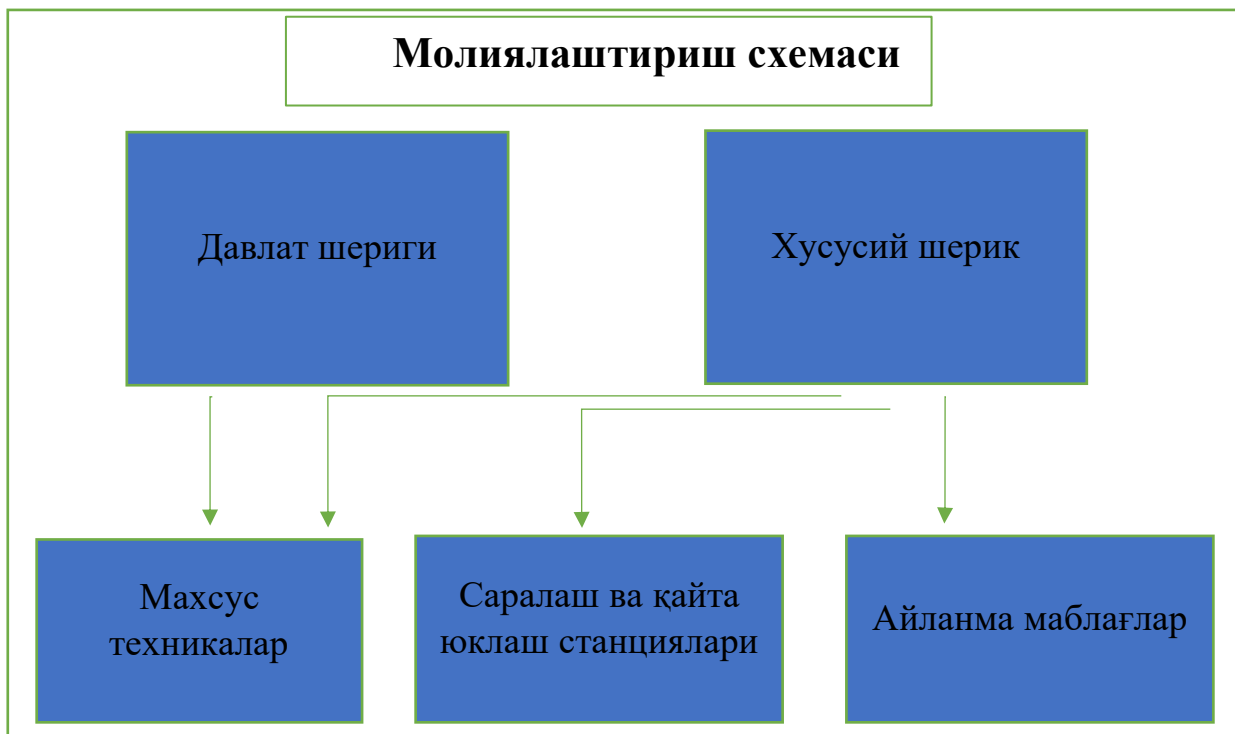 Молиялаштириш схемаси
Давлат шериги
Хусусий шерик
Махсус
техникалар
Саралаш ва қайта
юклаш станциялари
Айланма маблағлар